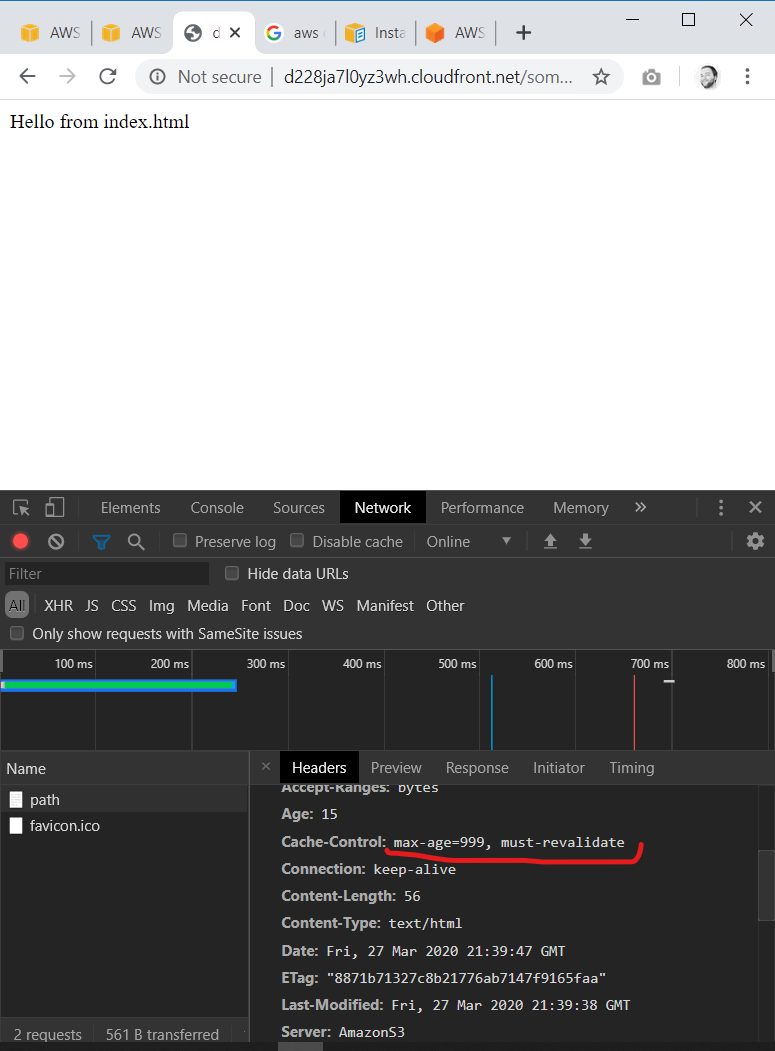 AWS AWS d aws Insta AWS
Not secure d228ja7l0yz3wh.cloudfront.net/som...
Hello from index.html
Elements Console Sources Network Performance Memory
Preserve log Disable cache Online
Filter Hide data URLs
All XHR JS CSS Img Media Font Doc WS Manifest Other
Only show requests with SameSite issues
100 ms 200 ms 300 ms 400 ms 500 ms 600 ms 700 ms 800 ms
Name
path
favicon.ico
2 requests 561 B transferred
Headers Preview Response Initiator Timing
Accept-Ranges: bytes
Age: 15
Cache-Control: max-age=999, must-revalidate
Connection: keep-alive
Content-Length: 56
Content-Type: text/html
Date: Fri, 27 Mar 2020 21:39:47 GMT
ETag: "8871b71327c8b21776ab7147f9165faa"
Last-Modified: Fri, 27 Mar 2020 21:39:38 GMT
Server: AmazonS3